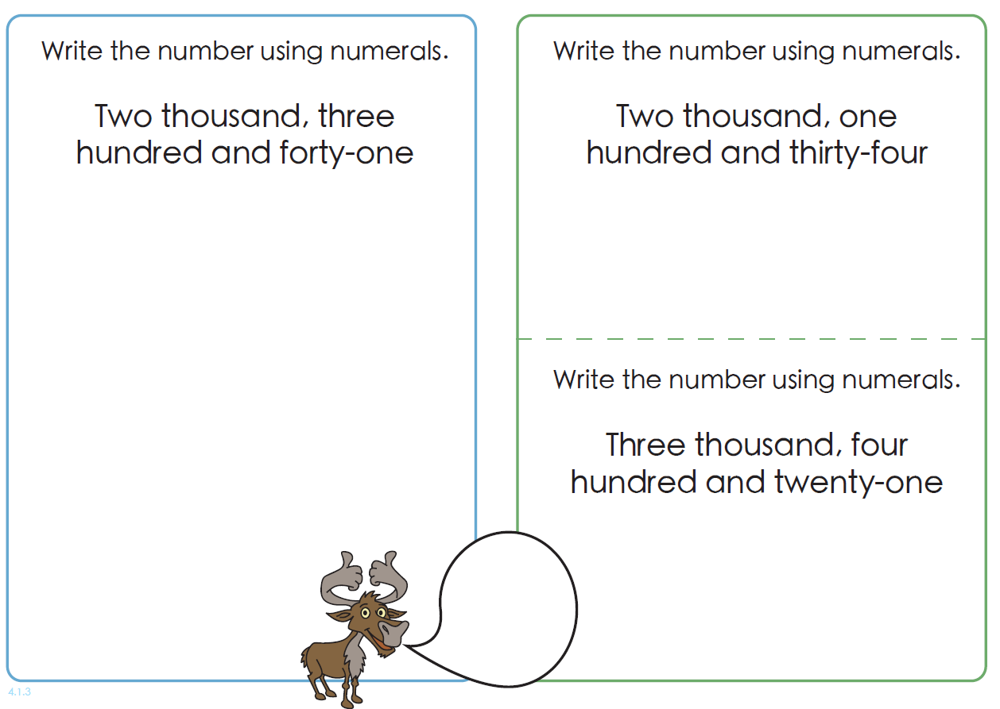 Write the number using numerals.
Two thousand, three
hundred and forty-one
Write the number using numerals.
Two thousand, one
hundred and thirty-four
Write the number using numerals.
Three thousand, four
hundred and twenty-one
4.1.3